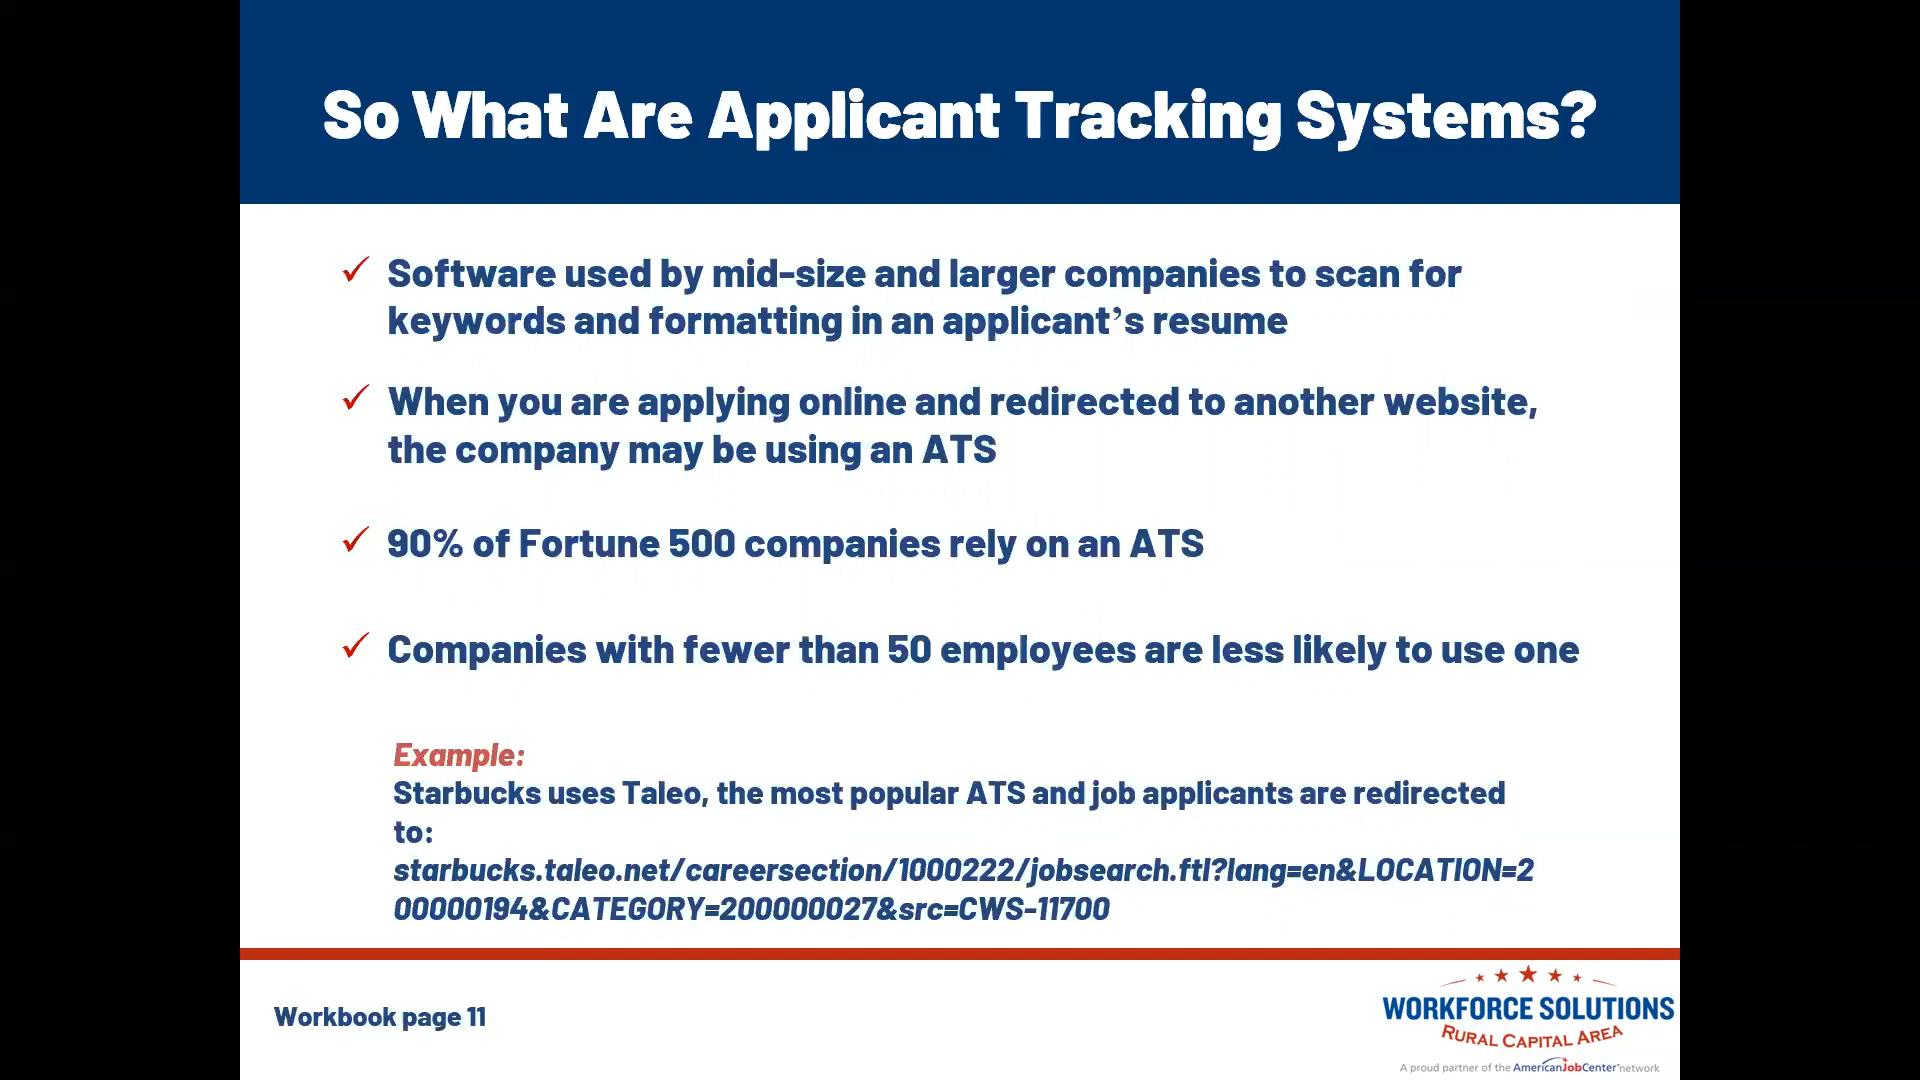 So What Are Applicant Tracking Systems?
✓ Software used by mid-size and larger companies to scan for
keywords and formatting in an applicant’s resume
✓ When you are applying online and redirected to another website,
the company may be using an ATS
✓ 90% of Fortune 500 companies rely on an ATS
✓ Companies with fewer than 50 employees are less likely to use one
Example:
Starbucks uses Taleo, the most popular ATS and job applicants are redirected
to:
starbucks.taleo.net/careersection/1000222/jobsearch.ftl?lang=en&LOCATION=2
00000194&CATEGORY=200000027&src=CWS-11700
Workbook page 11
WORKFORCE SOLUTIONS
RURAL CAPITAL AREA
A proud partner of the AmericanJobCenter network